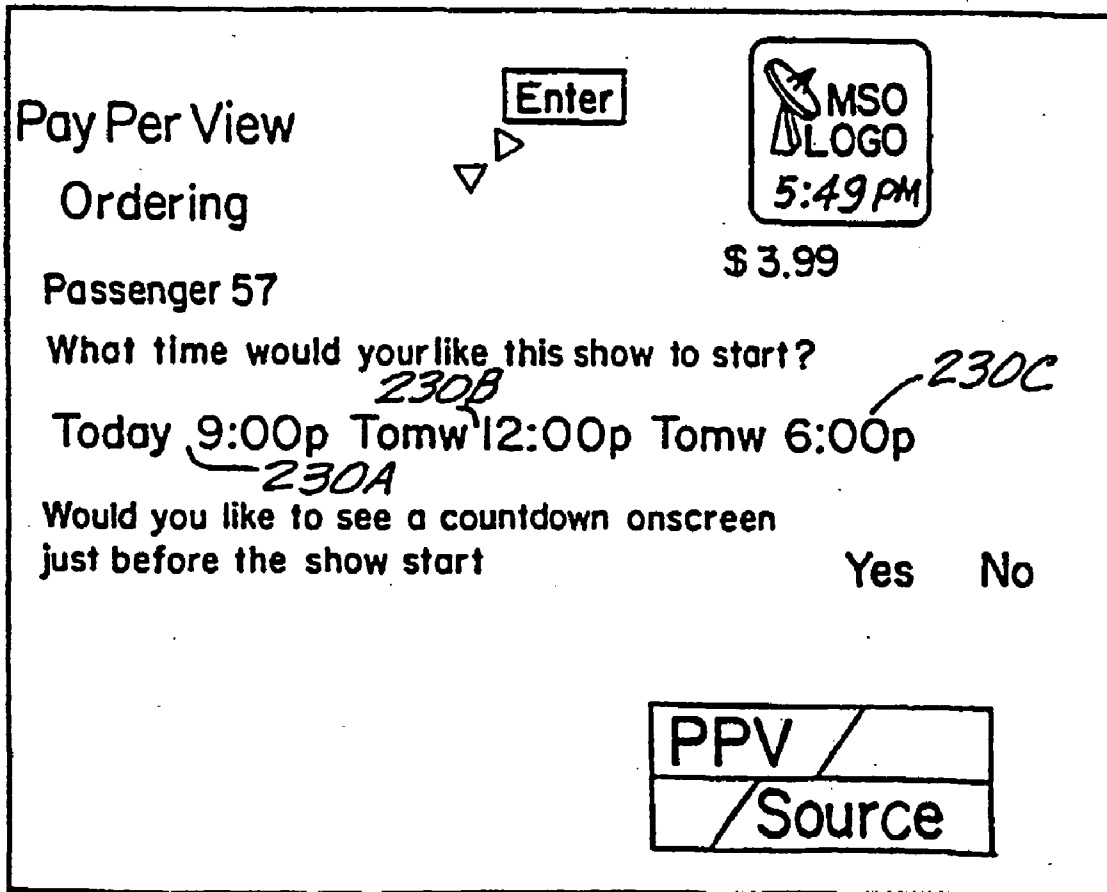 Pay Per View
Enter
Ordering
MSO
LOGO
5:49 PM
$3.99
Passenger 57
What time would your like this show to start?
230B
230C
Today 9:00p Tomw 12:00p Tomw 6:00p
230A
Would you like to see a countdown onscreen
just before the show start
Yes No
PPV
Source